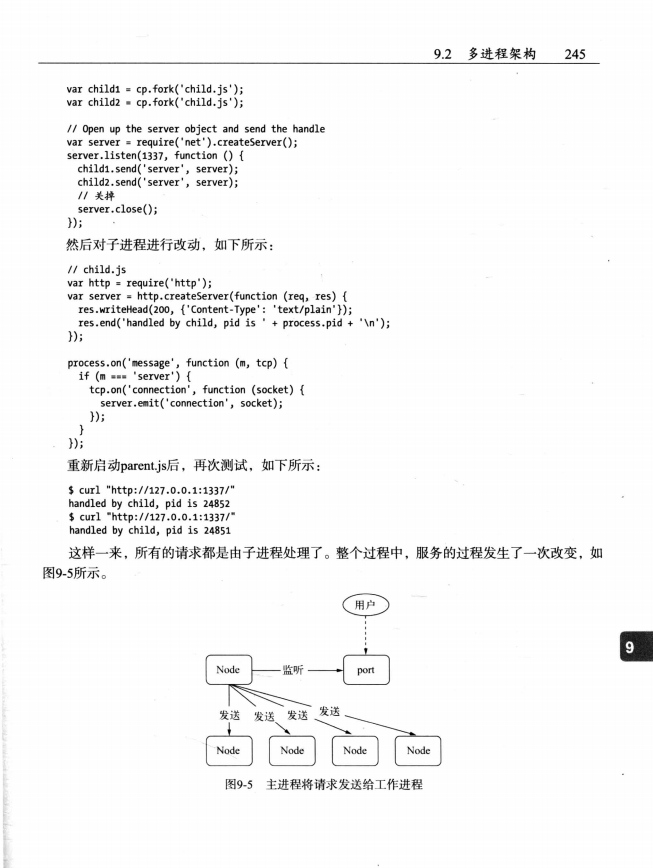 9.2 多进程架构 245
var child1 = cp.fork('child.js');
var child2 = cp.fork('child.js');
// Open up the server object and send the handle
var server = require('net').createServer();
server.listen(1337, function () {
child1.send('server', server);
child2.send('server', server);
// 关掉
server.close();
});
然后对子进程进行改动，如下所示：
// child.js
var http = require('http');
var server = http.createServer(function (req, res) {
res.writeHead(200, {'Content-Type': 'text/plain'});
res.end('handled by child, pid is ' + process.pid + '\n');
});
process.on('message', function (m, tcp) {
if (m === 'server') {
tcp.on('connection', function (socket) {
server.emit('connection', socket);
});
}
});
重新启动parent.js后，再次测试，如下所示：
$ curl "http://127.0.0.1:1337/"
handled by child, pid is 24852
$ curl "http://127.0.0.1:1337/"
handled by child, pid is 24851
这样一来，所有的请求都是由子进程处理了。整个过程中，服务的过程发生了一次改变，如
图9-5所示。
用户
9
Node 监听 port
发送 发送 发送 发送
Node Node Node Node
图9-5 主进程将请求发送给工作进程